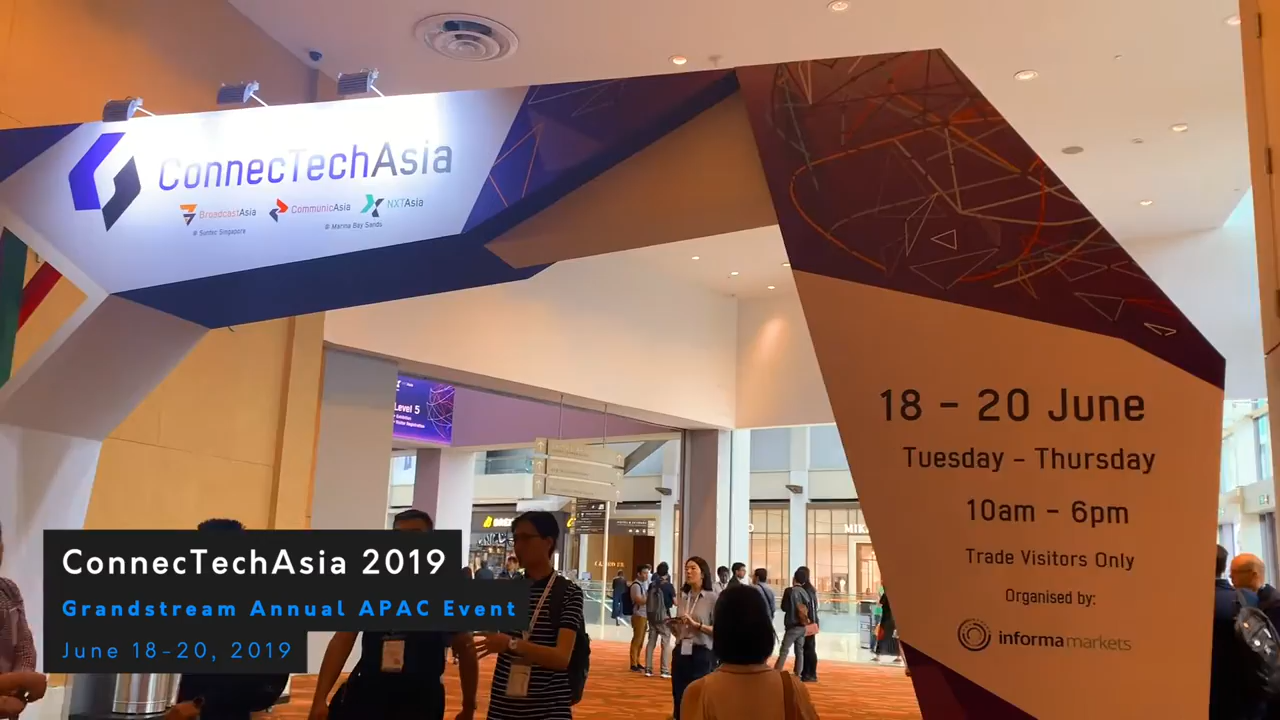 ConnecTechAsia
BroadcastAsia CommunicAsia NXTAsia
@ Suntec Singapore @ Marina Bay Sands
Level 5
18 - 20 June
Tuesday - Thursday
10am - 6pm
Trade Visitors Only
Organised by:
informa markets
ConnecTechAsia 2019
Grandstream Annual APAC Event
June 18-20, 2019